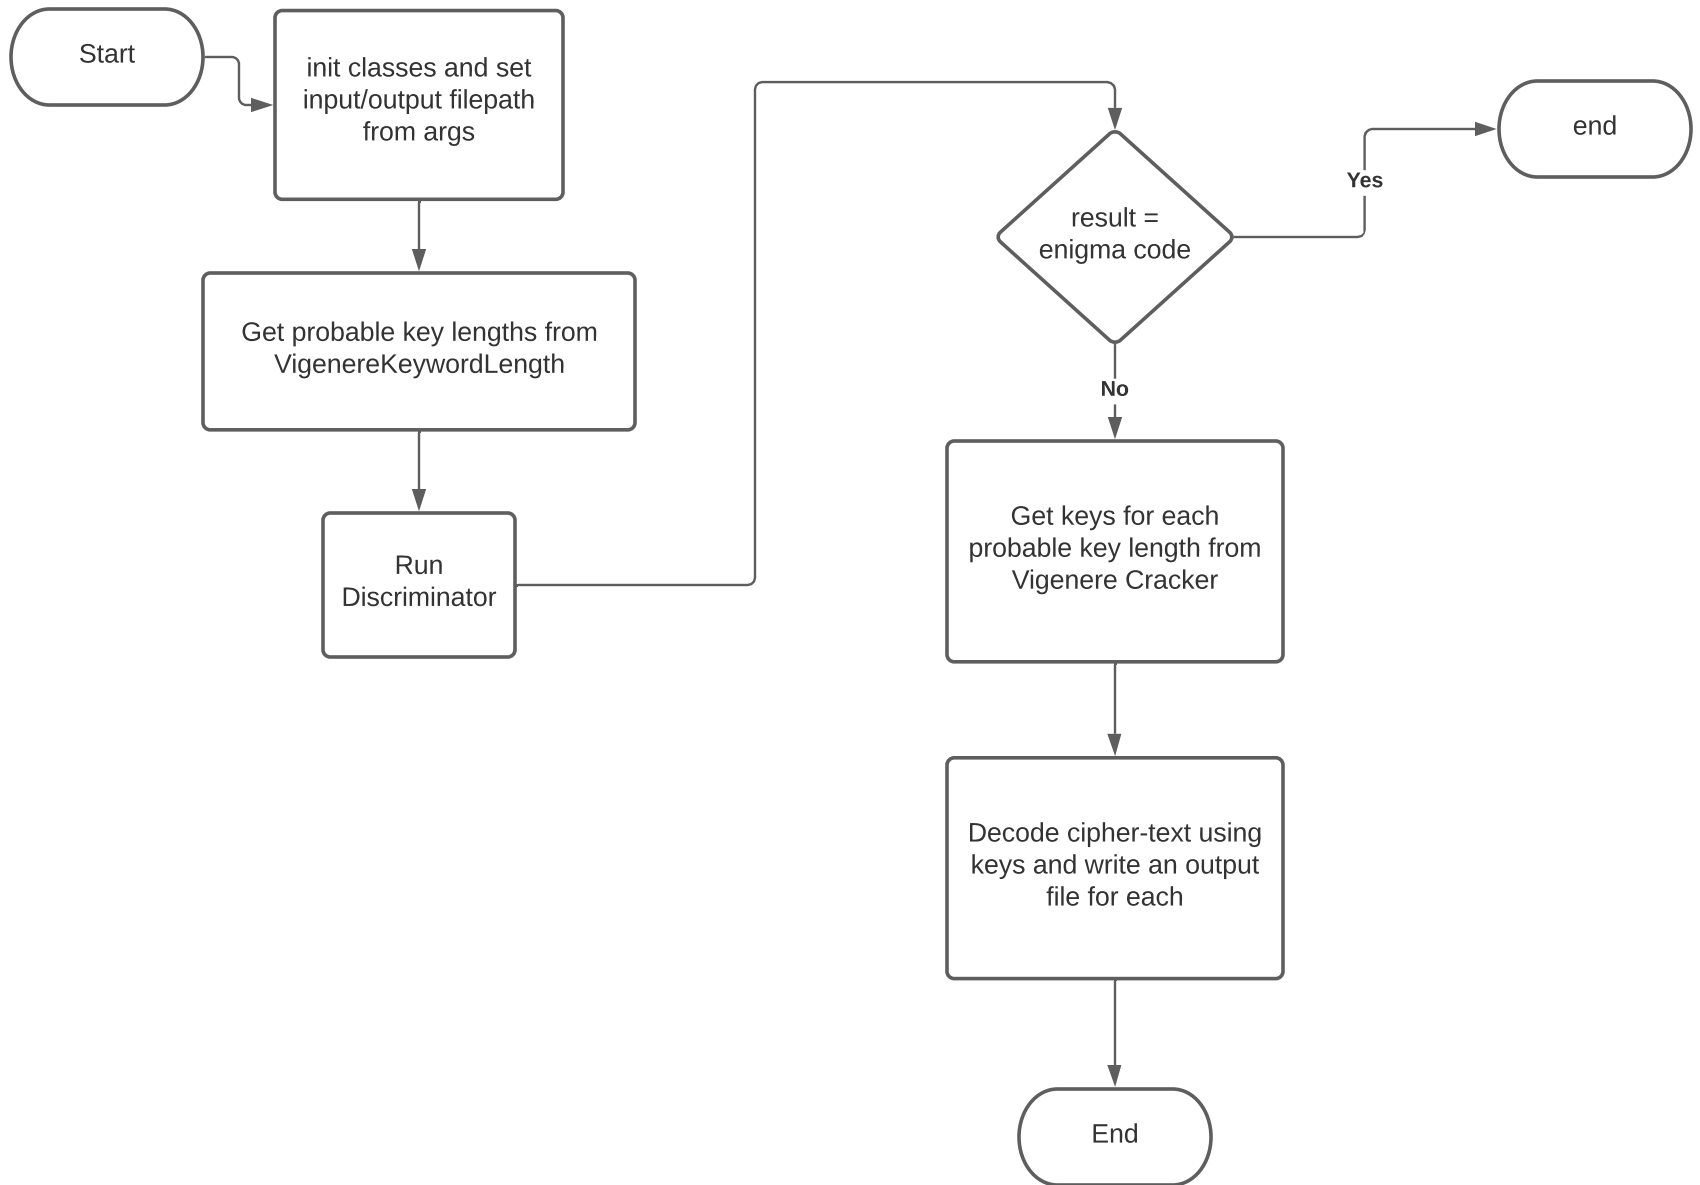 Start
init classes and set
input/output filepath
from args
Get probable key lengths from
VigenereKeywordLength
Run
Discriminator
result =
enigma code
Yes
end
No
Get keys for each
probable key length from
Vigenere Cracker
Decode cipher-text using
keys and write an output
file for each
End